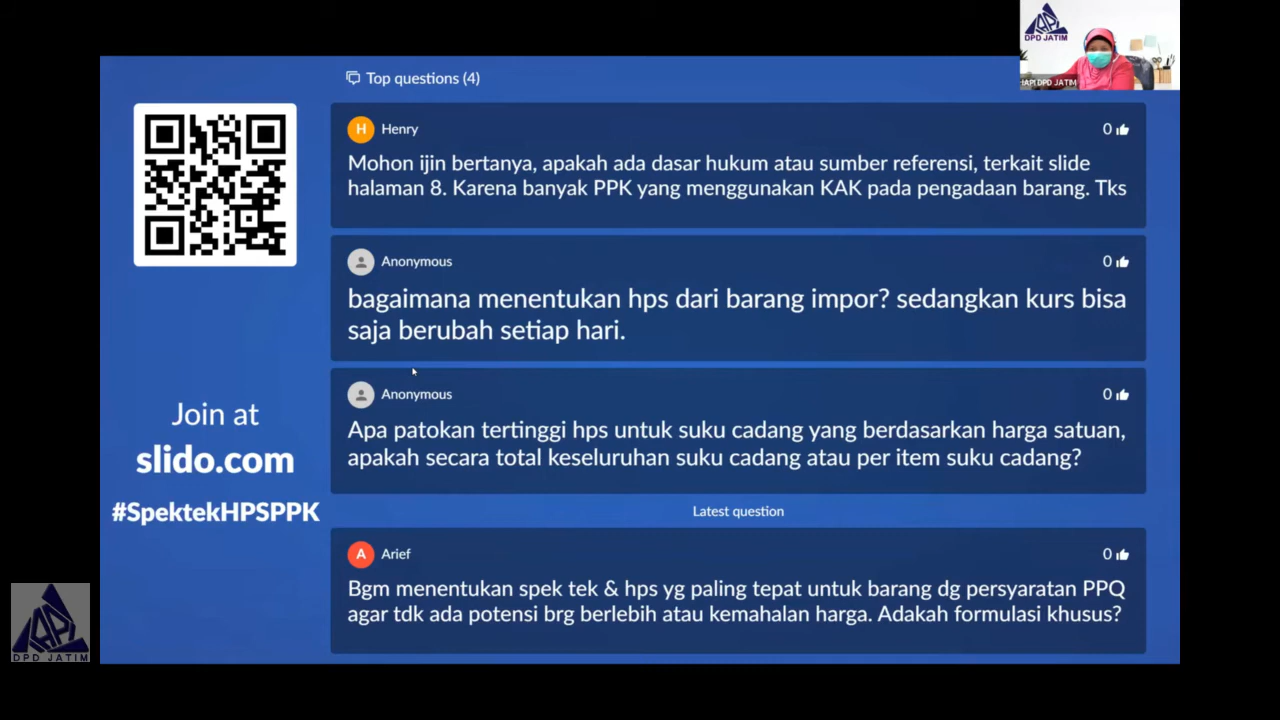 IAPI
DPD JATIM
IAPI DPD JATIM
Top questions (4)
H Henry 0
Mohon ijin bertanya, apakah ada dasar hukum atau sumber referensi, terkait slide
halaman 8. Karena banyak PPK yang menggunakan KAK pada pengadaan barang. Tks
Anonymous 0
bagaimana menentukan hps dari barang impor? sedangkan kurs bisa
saja berubah setiap hari.
Anonymous 0
Apa patokan tertinggi hps untuk suku cadang yang berdasarkan harga satuan,
apakah secara total keseluruhan suku cadang atau per item suku cadang?
Join at
slido.com
#SpektekHPSPPK
Latest question
A Arief 0
Bgm menentukan spek tek & hps yg paling tepat untuk barang dg persyaratan PPQ
agar tdk ada potensi brg berlebih atau kemahalan harga. Adakah formulasi khusus?
IAPI
DPD JATIM